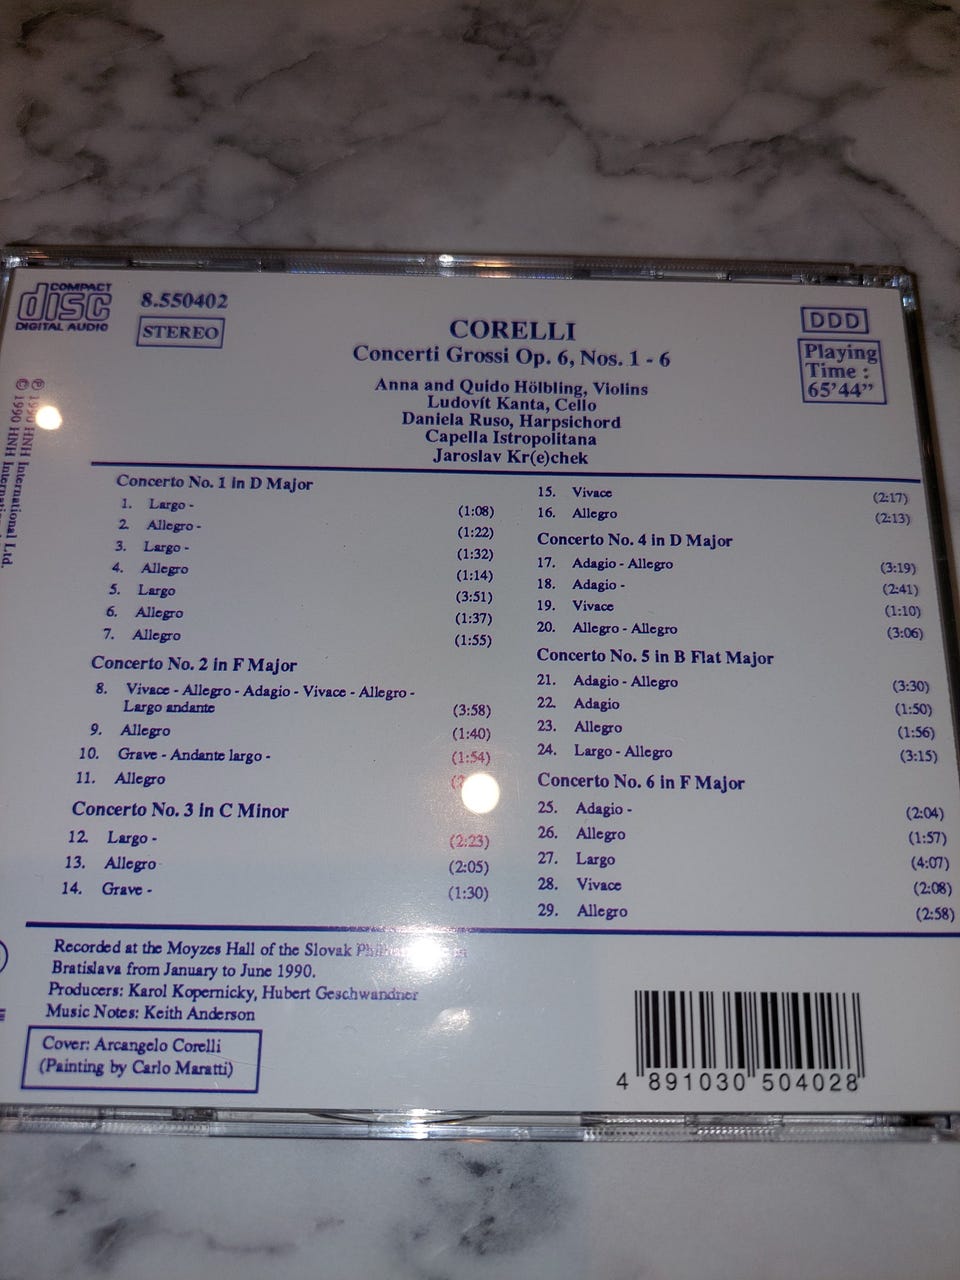 COMPACT
disc
DIGITAL AUDIO
8.550402
STEREO
CORELLI
Concerti Grossi Op. 6, Nos. 1 - 6
Anna and Quido Hölbling, Violins
Ludovít Kanta, Cello
Daniela Ruso, Harpsichord
Capella Istropolitana
Jaroslav Kr(e)chek
DDD
Playing
Time :
65'44"
℗ 1990 HNH International Ltd.
© 1990 HNH International Ltd.
Concerto No. 1 in D Major
1. Largo - (1:08)
2. Allegro - (1:22)
3. Largo - (1:32)
4. Allegro (1:14)
5. Largo (3:51)
6. Allegro (1:37)
7. Allegro (1:55)
Concerto No. 2 in F Major
8. Vivace - Allegro - Adagio - Vivace - Allegro -
Largo andante (3:58)
9. Allegro (1:40)
10. Grave - Andante largo - (1:54)
11. Allegro
Concerto No. 3 in C Minor
12. Largo - (2:23)
13. Allegro (2:05)
14. Grave - (1:30)
15. Vivace (2:17)
16. Allegro (2:13)
Concerto No. 4 in D Major
17. Adagio - Allegro (3:19)
18. Adagio - (2:41)
19. Vivace (1:10)
20. Allegro - Allegro (3:06)
Concerto No. 5 in B Flat Major
21. Adagio - Allegro (3:30)
22. Adagio (1:50)
23. Allegro (1:56)
24. Largo - Allegro (3:15)
Concerto No. 6 in F Major
25. Adagio - (2:04)
26. Allegro (1:57)
27. Largo (4:07)
28. Vivace (2:08)
29. Allegro (2:58)
Recorded at the Moyzes Hall of the Slovak
Bratislava from January to June 1990.
Producers: Karol Kopernicky, Hubert Geschwandner
Music Notes: Keith Anderson
Cover: Arcangelo Corelli
(Painting by Carlo Maratti)
4 891030 504028